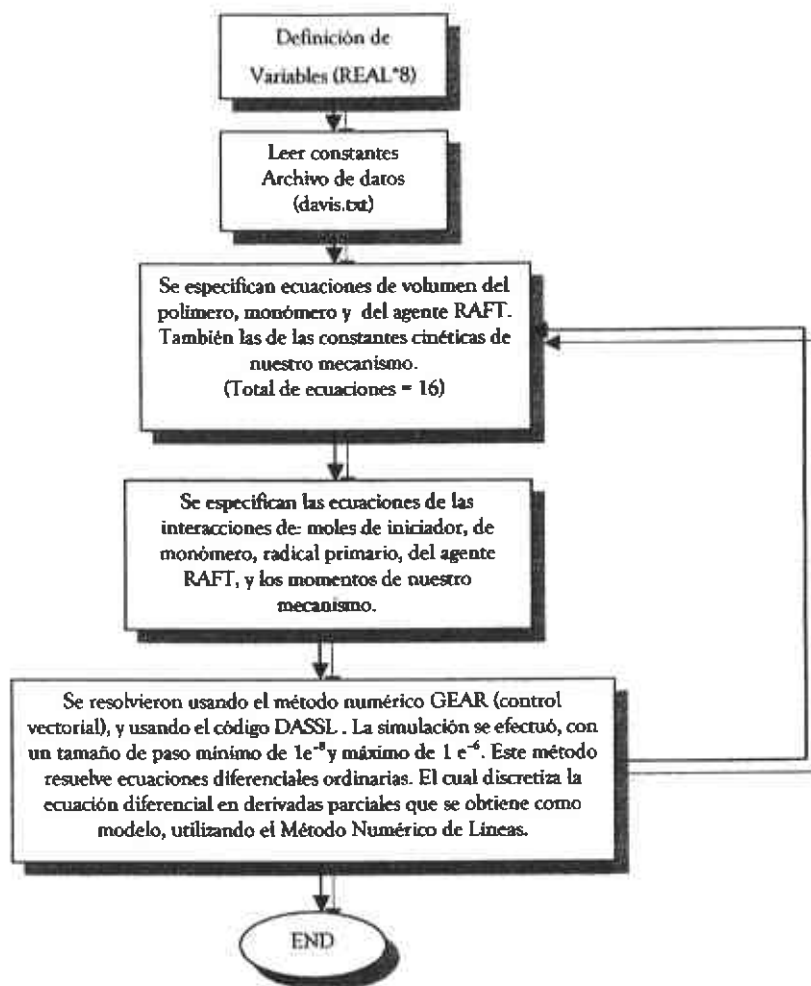 Definición de
Variables (REAL*8)
Leer constantes
Archivo de datos
(davis.txt)
Se especifican ecuaciones de volumen del
polimero, monómero y del agente RAFT.
También las de las constantes cinéticas de
nuestro mecanismo.
(Total de ecuaciones = 16)
Se especifican las ecuaciones de las
interacciones de: moles de iniciador, de
monómero, radical primario, del agente
RAFT, y los momentos de nuestro
mecanismo.
Se resolvieron usando el método numérico GEAR (control
vectorial), y usando el código DASSL . La simulación se efectuó, con
un tamaño de paso mínimo de 1e⁻⁸ y máximo de 1 e⁻⁶. Este método
resuelve ecuaciones diferenciales ordinarias. El cual discretiza la
ecuación diferencial en derivadas parciales que se obtiene como
modelo, utilizando el Método Numérico de Lineas.
END